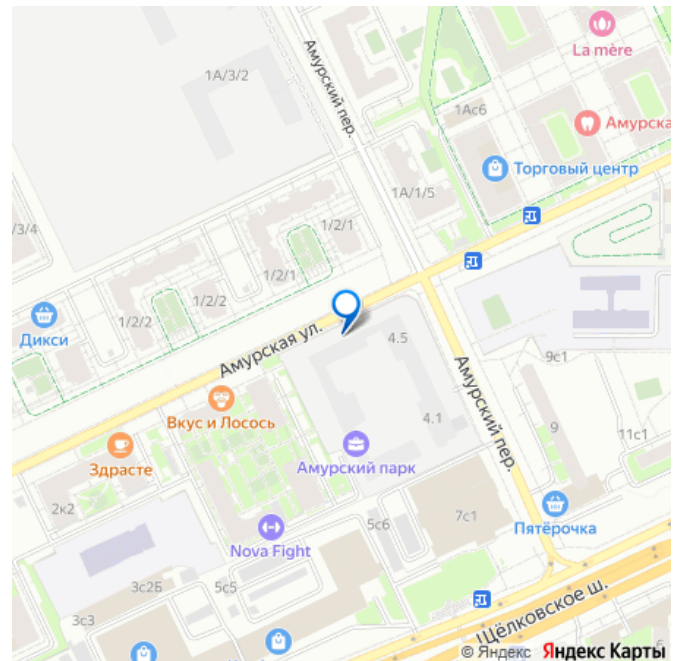 La mère
1А/3/2
Амурский пер.
1Ас6
Амурска
Торговый центр
1А/1/5
/3/4
1/2/1
1/2/1
1/2/2
1/2/2
Дикси
Амурская ул.
4.5
9с1
Амурский пер.
Вкус и Лосось
4.1
9
11с1
Здрасте
Амурский парк
2к2
7с1
Пятёрочка
5с6
Nova Fight
3с2Б
5с5
3с3
Щёлковское ш.
6
© Яндекс Яндекс Карты